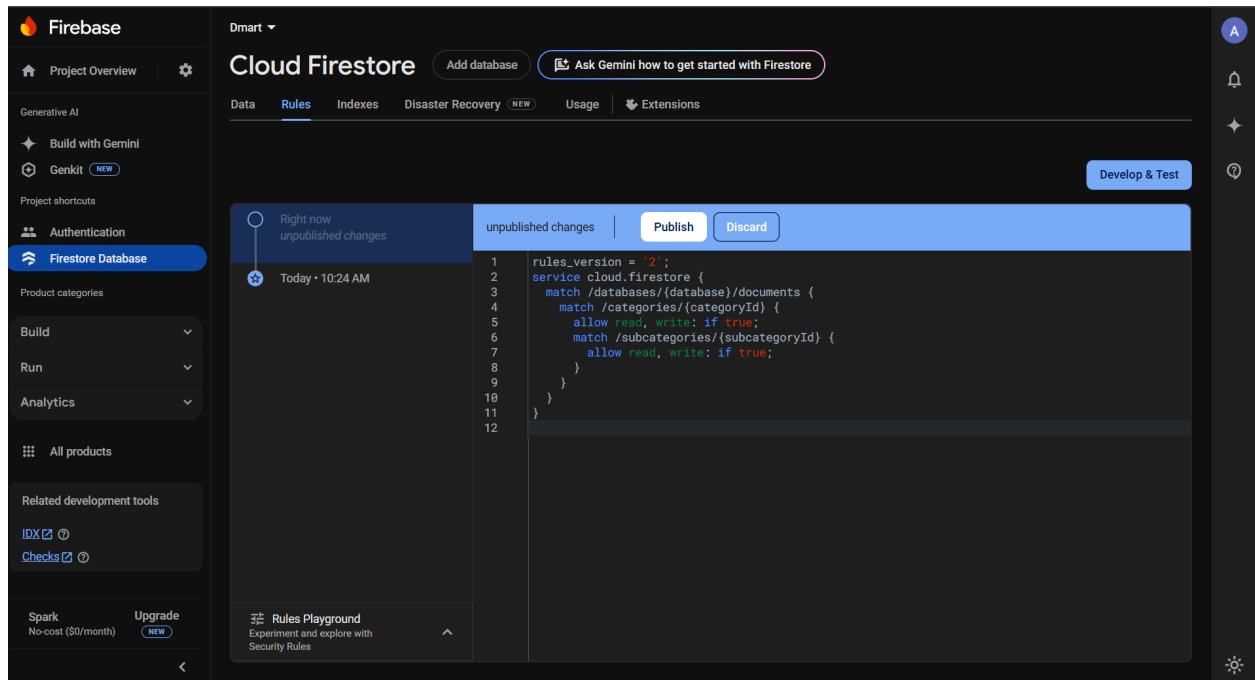 Firebase
Project Overview
Generative AI
Build with Gemini
Genkit NEW
Project shortcuts
Authentication
Firestore Database
Product categories
Build
Run
Analytics
All products
Related development tools
IDX
Checks
Spark
No-cost ($0/month)
Upgrade
NEW
Dmart
Cloud Firestore
Add database
Ask Gemini how to get started with Firestore
Data Rules Indexes Disaster Recovery NEW Usage Extensions
Develop & Test
Right now
unpublished changes
Today • 10:24 AM
Rules Playground
Experiment and explore with
Security Rules
unpublished changes Publish Discard
1 rules_version = '2';
2 service cloud.firestore {
3   match /databases/{database}/documents {
4     match /categories/{categoryId} {
5       allow read, write: if true;
6       match /subcategories/{subcategoryId} {
7         allow read, write: if true;
8       }
9     }
10   }
11 }
12
A